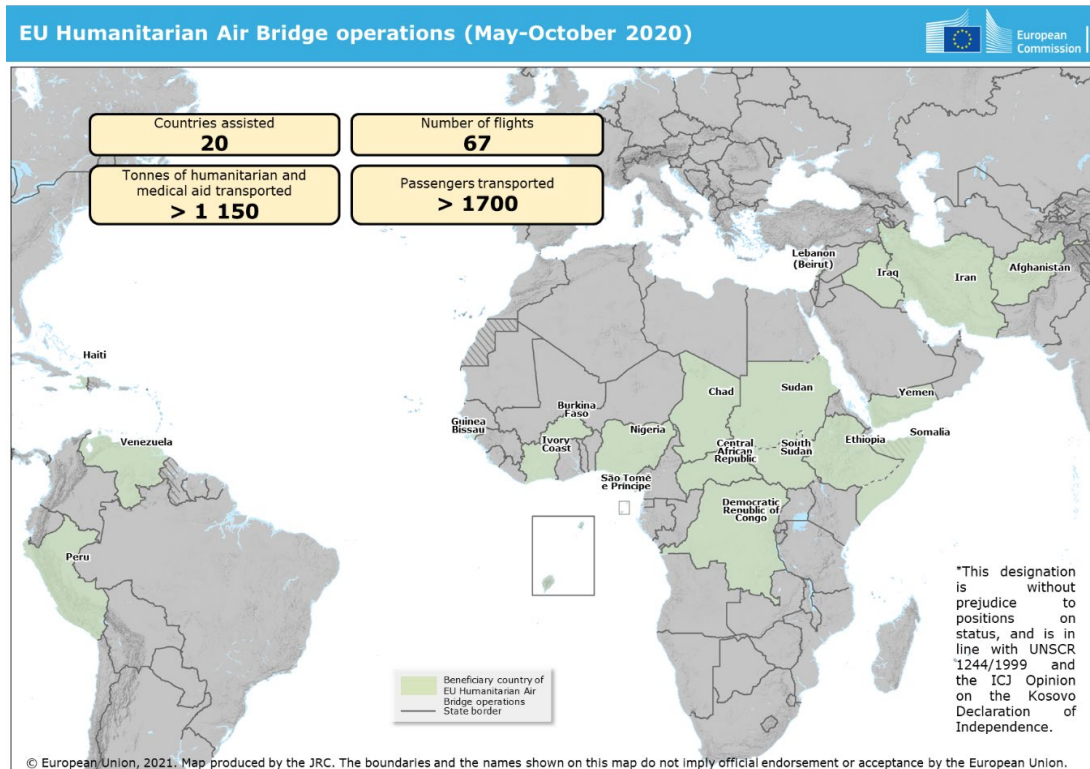 EU Humanitarian Air Bridge operations (May-October 2020)
European
Commission
Countries assisted
20
Number of flights
67
Tonnes of humanitarian and
medical aid transported
> 1 150
Passengers transported
> 1700
Lebanon
(Beirut)
Iraq
Iran
Afghanistan
Haiti
Chad
Sudan
Yemen
Burkina
Faso
Guinea
Bissau
Venezuela
Ivory
Coast
Nigeria
Central
African
Republic
South
Sudan
Ethiopia
Somalia
São Tomé
e Príncipe
Democratic
Republic of
Congo
Peru
*This designation
is without
prejudice to
positions on
status, and is in
line with UNSCR
1244/1999 and
the ICJ Opinion
on the Kosovo
Declaration of
Independence.
Beneficiary country of
EU Humanitarian Air
Bridge operations
State border
© European Union, 2021. Map produced by the JRC. The boundaries and the names shown on this map do not imply official endorsement or acceptance by the European Union.